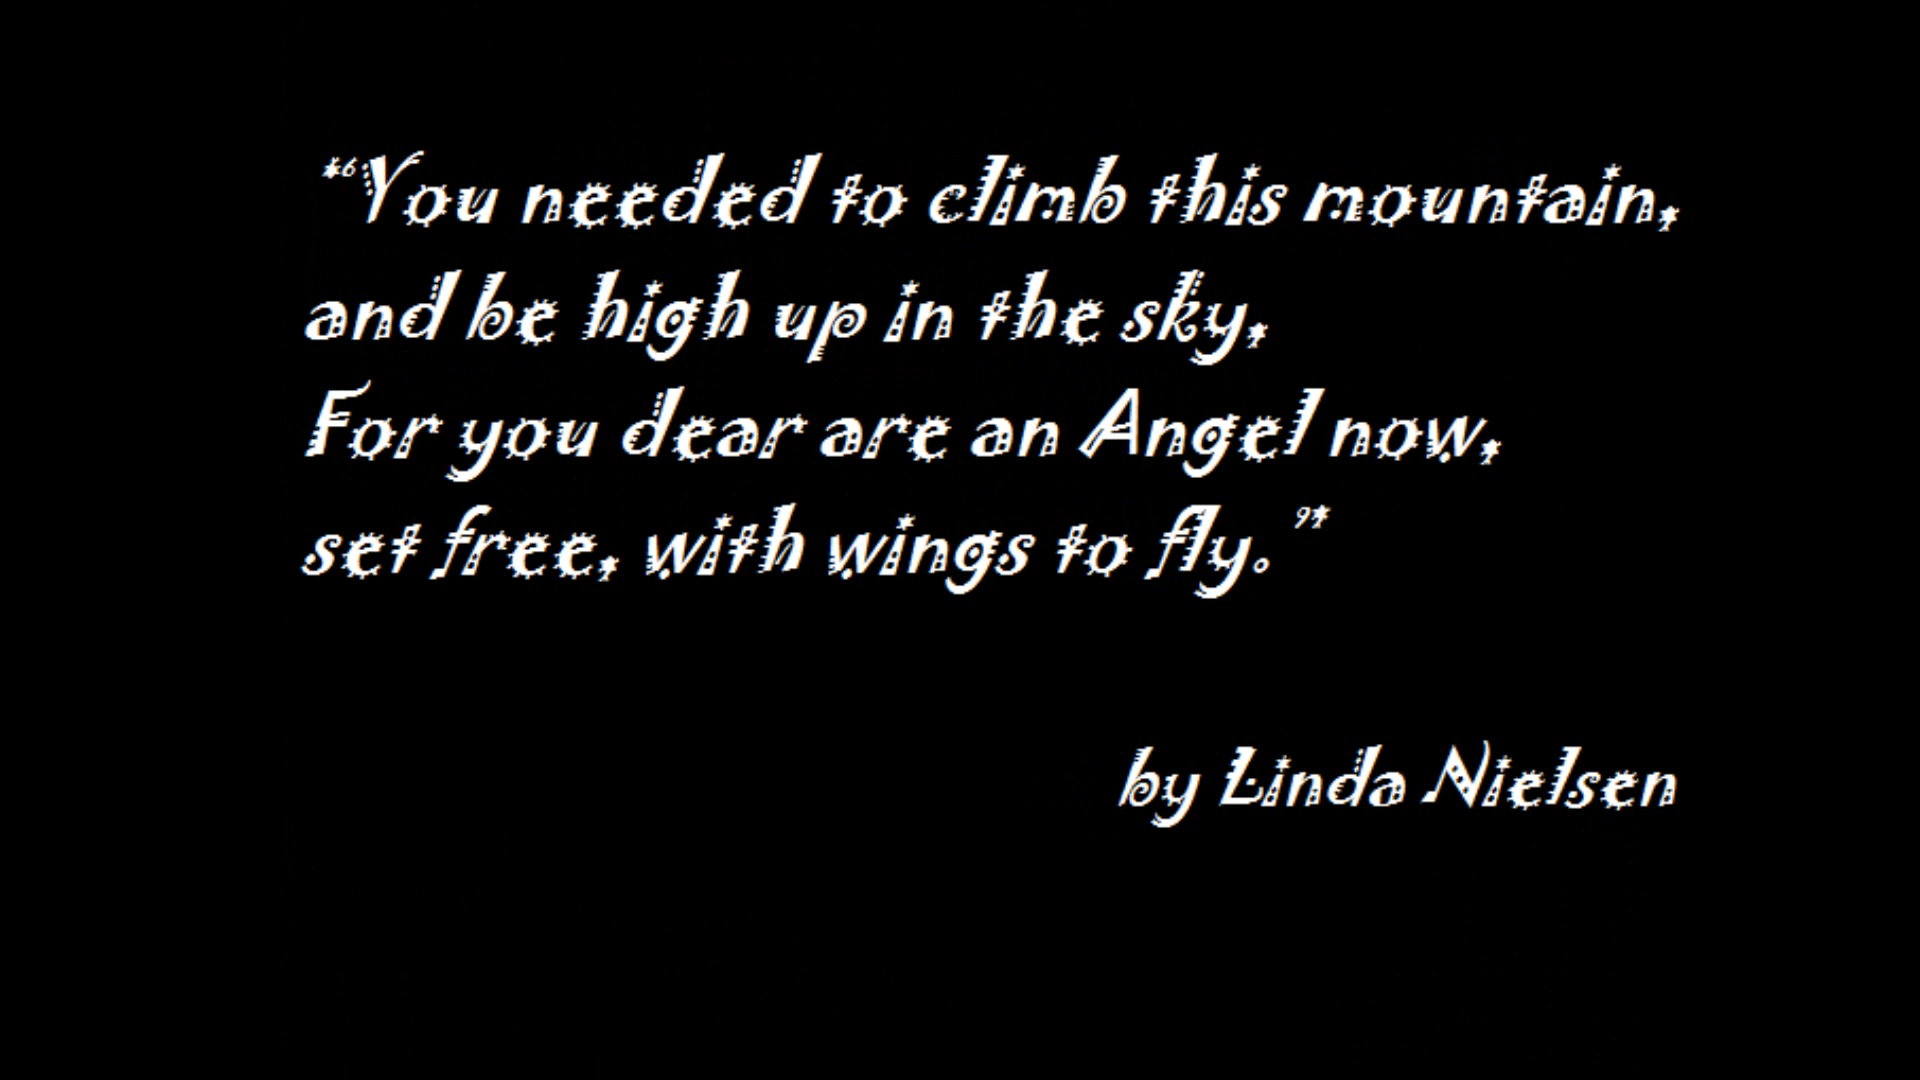 “You needed to climb this mountain,
and be high up in the sky,
For you dear are an Angel now,
set free, with wings to fly.”
by Linda Nielsen